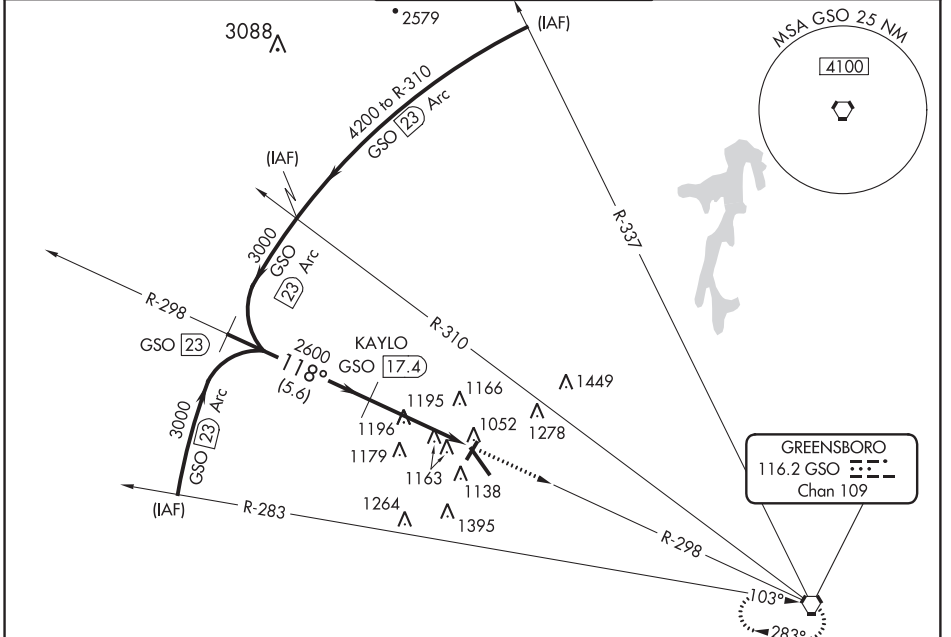 3088
2579
(IAF)
MSA GSO 25 NM
4100
4200 to R-310
GSO 23 Arc
(IAF)
3000
GSO
23 Arc
R-337
R-298
GSO 23
R-310
2600
118°
(5.6)
KAYLO
GSO 17.4
3000
GSO 23 Arc
(IAF)
R-283
1195
1166
1449
1196
1052
1278
1179
1163
1138
1264
1395
GREENSBORO
116.2 GSO
Chan 109
R-298
103°
283°